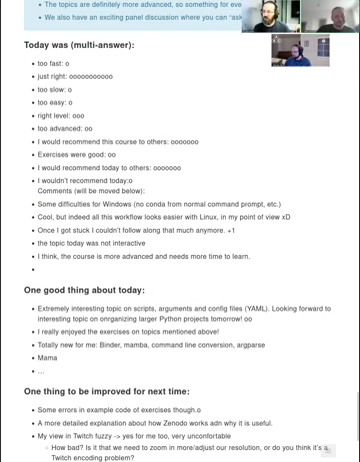 The topics are definitely more advanced, so something for eve
We also have an exciting panel discussion where you can "ask
Today was (multi-answer):
too fast: o
just right: ooooooooooo
too slow: o
too easy: o
right level: ooo
too advanced: oo
I would recommend this course to others: ooooooo
Exercises were good: oo
I would recommend today to others: ooooooo
I wouldn't recommend today:o
Comments (will be moved below):
Some difficulties for Windows (no conda from normal command prompt, etc.)
Cool, but indeed all this workflow looks easier with Linux, in my point of view xD
Once I got stuck I couldn't follow along that much anymore. +1
the topic today was not interactive
I think, the course is more advanced and needs more time to learn.
One good thing about today:
Extremely interesting topic on scripts, arguments and config files (YAML). Looking forward to
interesting topic on onrganizing larger Python projects tomorrow! oo
I really enjoyed the exercises on topics mentioned above!
Totally new for me: Binder, mamba, command line conversion, argparse
Mama
...
One thing to be improved for next time:
Some errors in example code of exercises though.o
A more detailed explanation about how Zenodo works adn why it is useful.
My view in Twitch fuzzy -> yes for me too, very uncomfortable
How bad? Is it that we need to zoom in more/adjust our resolution, or do you think it's a
Twitch encoding problem?